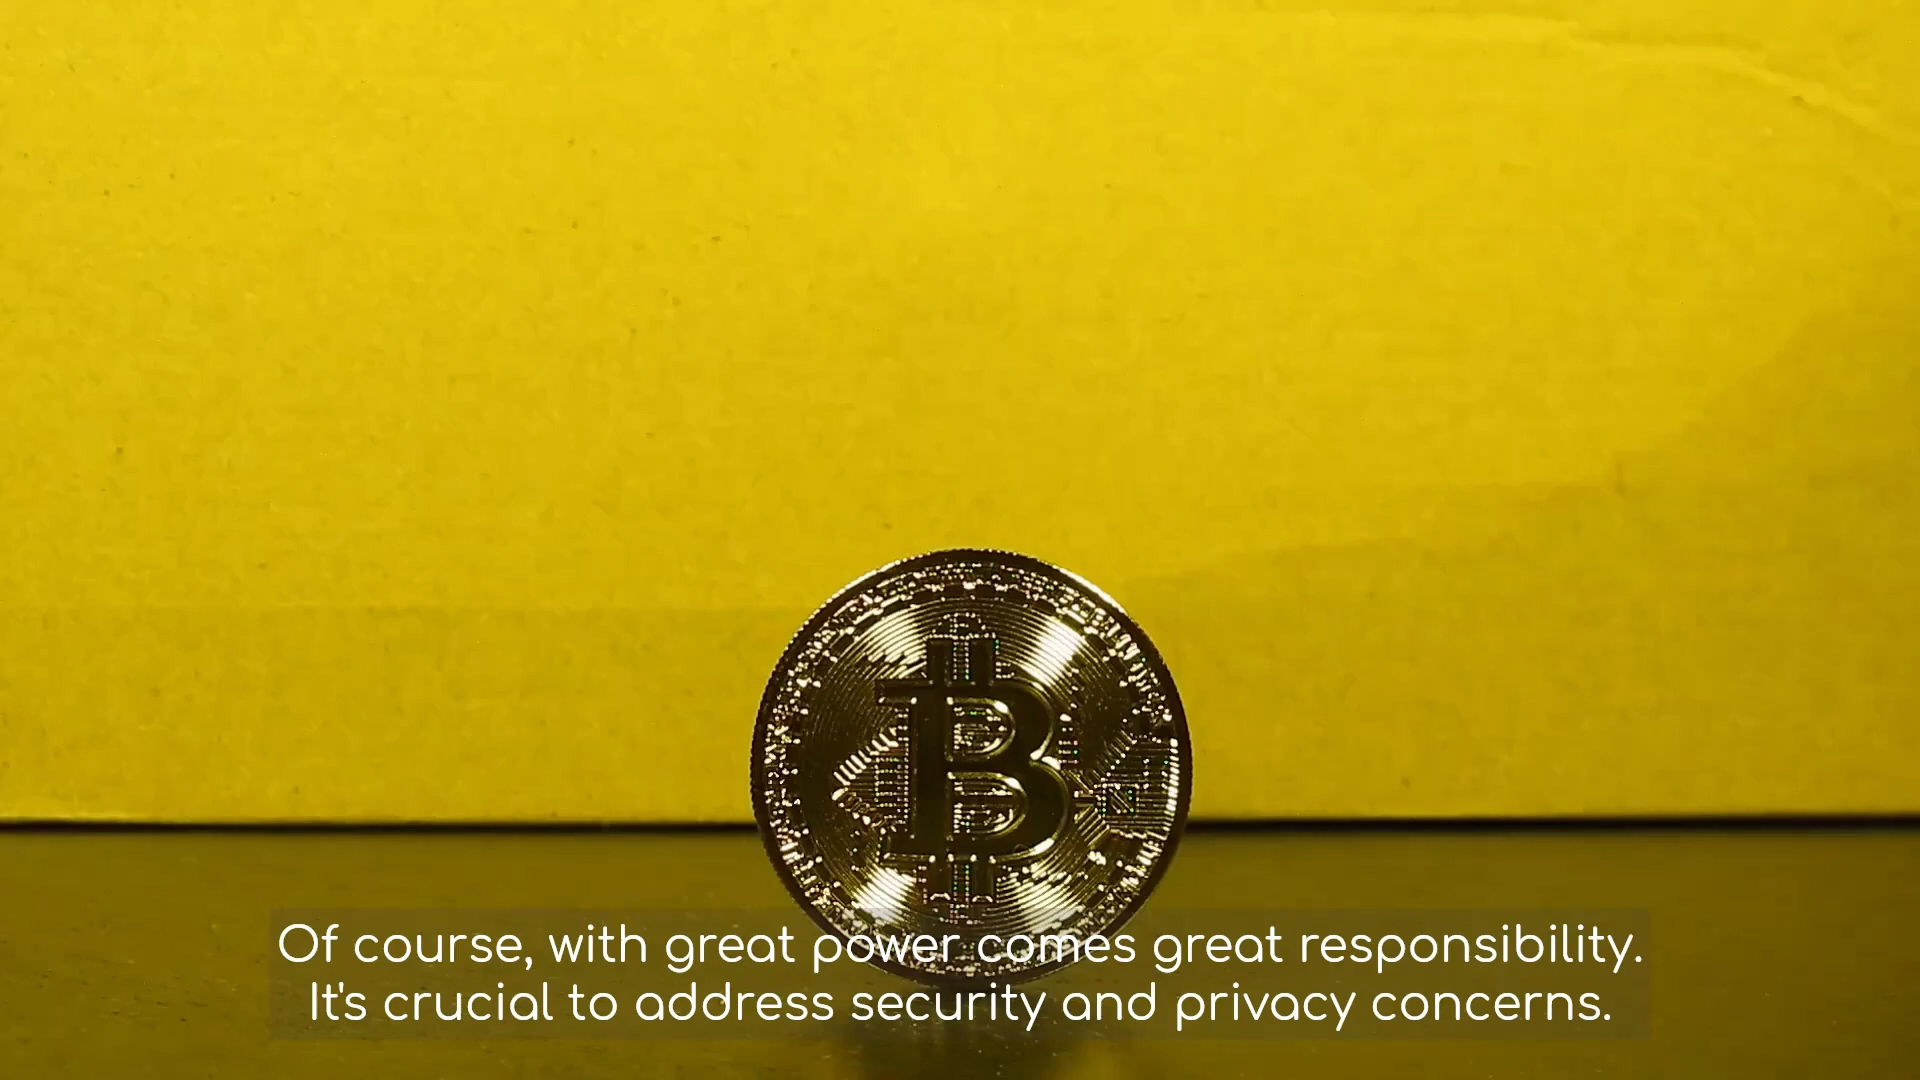 Of course, with great power comes great responsibility.
It's crucial to address security and privacy concerns.